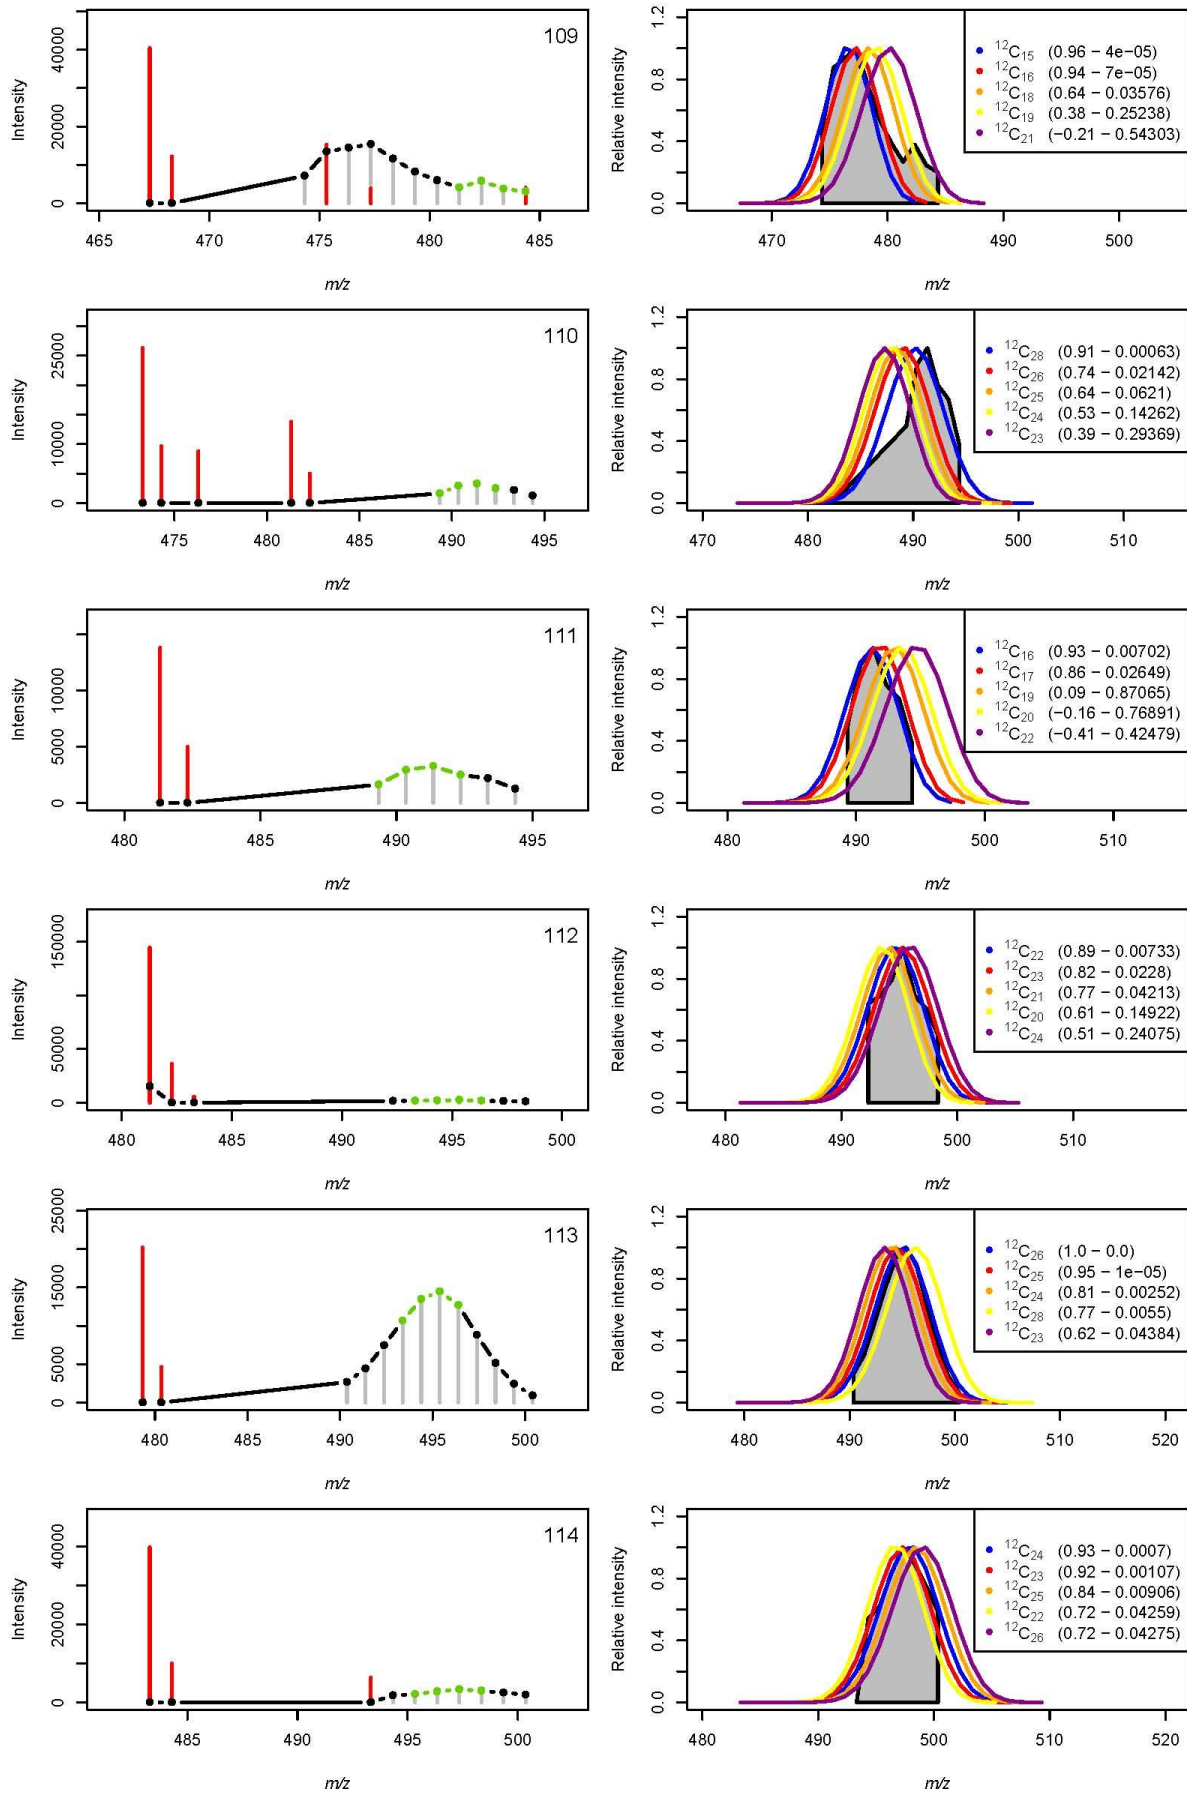 109
Intensity
0 20000 40000
465 470 475 480 485
m/z
Relative intensity
0.0 0.4 0.8 1.2
470 480 490 500
m/z
¹²C₁₅ (0.96 − 4e−05)
¹²C₁₆ (0.94 − 7e−05)
¹²C₁₈ (0.64 − 0.03576)
¹²C₁₉ (0.38 − 0.25238)
¹²C₂₁ (−0.21 − 0.54303)
110
Intensity
0 10000 25000
475 480 485 490 495
m/z
Relative intensity
0.0 0.4 0.8 1.2
470 480 490 500 510
m/z
¹²C₂₈ (0.91 − 0.00063)
¹²C₂₆ (0.74 − 0.02142)
¹²C₂₅ (0.64 − 0.0621)
¹²C₂₄ (0.53 − 0.14262)
¹²C₂₃ (0.39 − 0.29369)
111
Intensity
0 5000 10000
480 485 490 495
m/z
Relative intensity
0.0 0.4 0.8 1.2
480 490 500 510
m/z
¹²C₁₆ (0.93 − 0.00702)
¹²C₁₇ (0.86 − 0.02649)
¹²C₁₉ (0.09 − 0.87065)
¹²C₂₀ (−0.16 − 0.76891)
¹²C₂₂ (−0.41 − 0.42479)
112
Intensity
0 50000 150000
480 485 490 495 500
m/z
Relative intensity
0.0 0.4 0.8 1.2
480 490 500 510
m/z
¹²C₂₂ (0.89 − 0.00733)
¹²C₂₃ (0.82 − 0.0228)
¹²C₂₁ (0.77 − 0.04213)
¹²C₂₀ (0.61 − 0.14922)
¹²C₂₄ (0.51 − 0.24075)
113
Intensity
0 5000 15000 25000
480 485 490 495 500
m/z
Relative intensity
0.0 0.4 0.8 1.2
480 490 500 510 520
m/z
¹²C₂₆ (1.0 − 0.0)
¹²C₂₅ (0.95 − 1e−05)
¹²C₂₄ (0.81 − 0.00252)
¹²C₂₈ (0.77 − 0.0055)
¹²C₂₃ (0.62 − 0.04384)
114
Intensity
0 20000 40000
485 490 495 500
m/z
Relative intensity
0.0 0.4 0.8 1.2
480 490 500 510 520
m/z
¹²C₂₄ (0.93 − 0.0007)
¹²C₂₃ (0.92 − 0.00107)
¹²C₂₅ (0.84 − 0.00906)
¹²C₂₂ (0.72 − 0.04259)
¹²C₂₆ (0.72 − 0.04275)